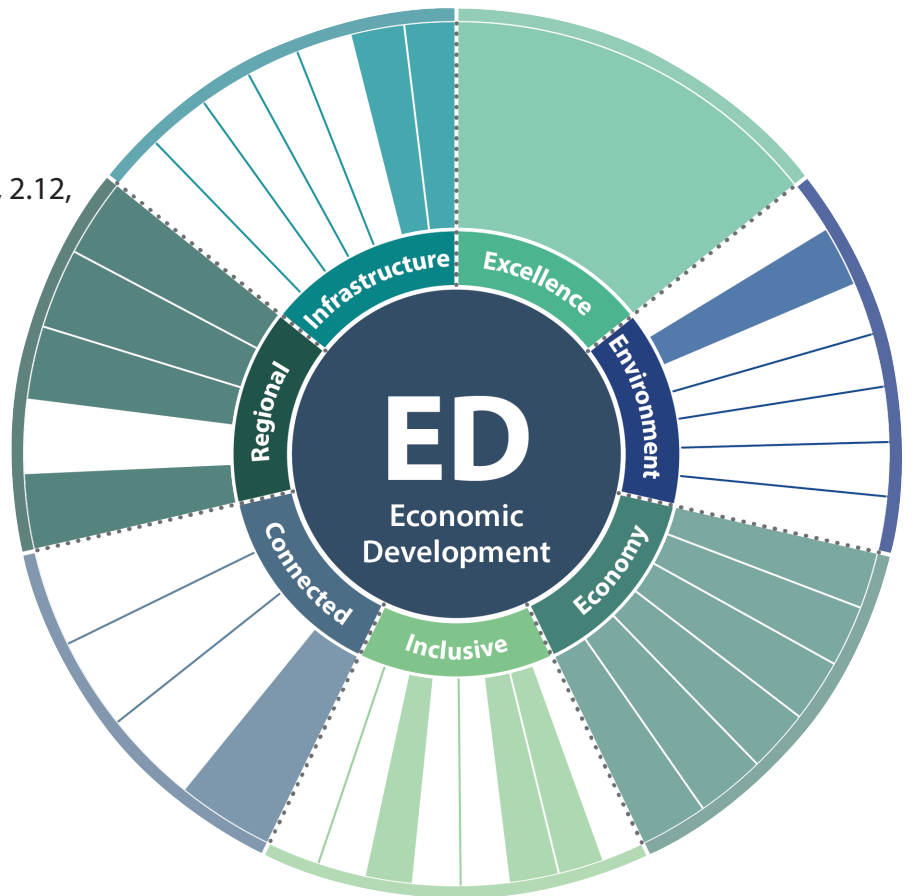 2.12,
Infrastructure
Excellence
Environment
Regional
ED
Economic
Development
Connected
Economy
Inclusive